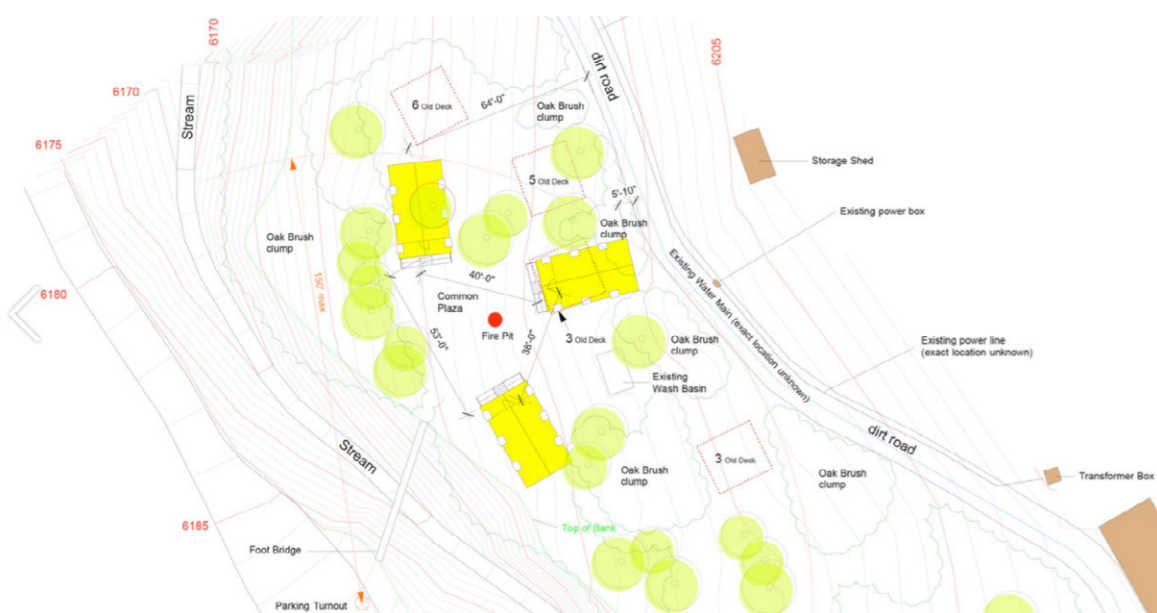 6170
6205
dirt road
6170
Stream
6 Old Deck
64'-0"
Oak Brush
clump
6175
Storage Shed
5 Old Deck
5'-10"
Existing power box
Oak Brush
clump
Oak Brush
clump
150' max
40'-0"
Common
Plaza
6180
Fire Pit
53'-0"
38'-0"
3 Old Deck
Existing Water Main (exact location unknown)
Oak Brush
clump
Existing power line
(exact location unknown)
Existing
Wash Basin
Stream
dirt road
3 Old Deck
Oak Brush
clump
Oak Brush
clump
Transformer Box
6185
Top of Bank
Foot Bridge
Parking Turnout